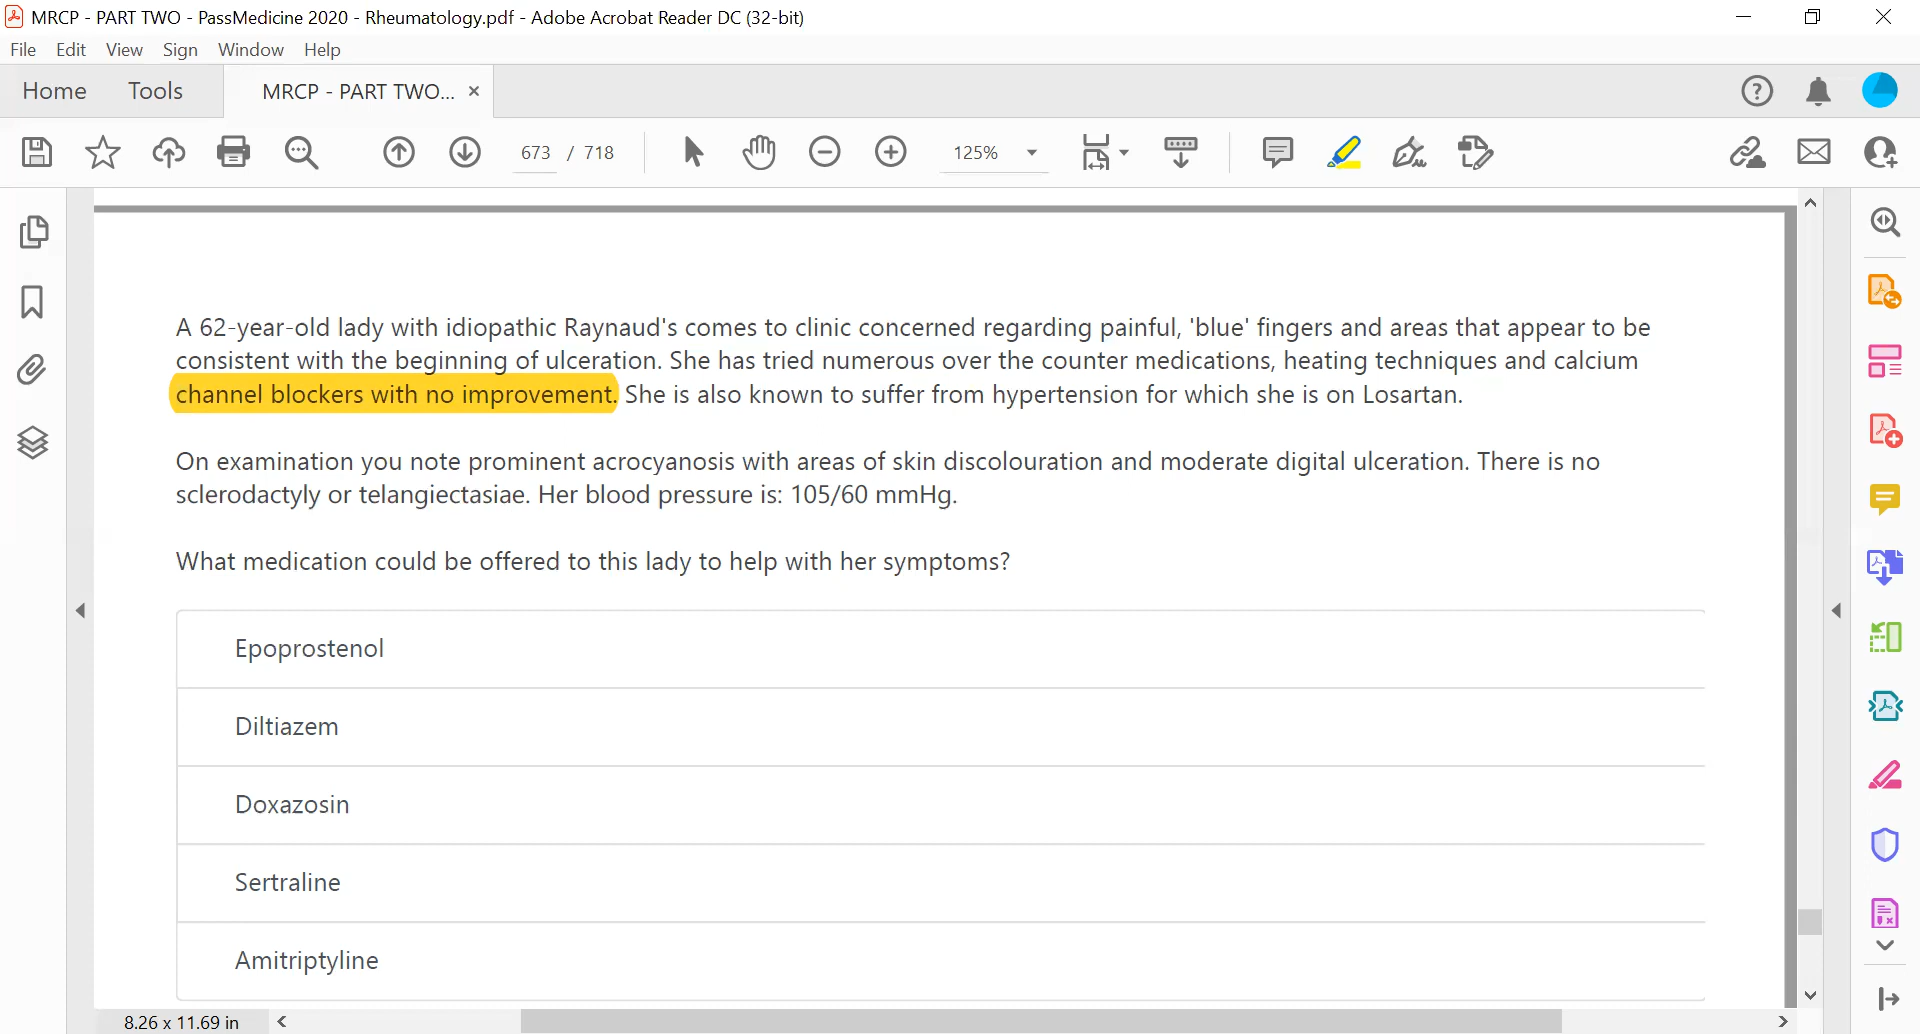 MRCP - PART TWO - PassMedicine 2020 - Rheumatology.pdf - Adobe Acrobat Reader DC (32-bit)
File Edit View Sign Window Help
Home Tools MRCP - PART TWO...
673 / 718 125%
A 62-year-old lady with idiopathic Raynaud's comes to clinic concerned regarding painful, 'blue' fingers and areas that appear to be
consistent with the beginning of ulceration. She has tried numerous over the counter medications, heating techniques and calcium
channel blockers with no improvement. She is also known to suffer from hypertension for which she is on Losartan.
On examination you note prominent acrocyanosis with areas of skin discolouration and moderate digital ulceration. There is no
sclerodactyly or telangiectasiae. Her blood pressure is: 105/60 mmHg.
What medication could be offered to this lady to help with her symptoms?
Epoprostenol
Diltiazem
Doxazosin
Sertraline
Amitriptyline
8.26 x 11.69 in